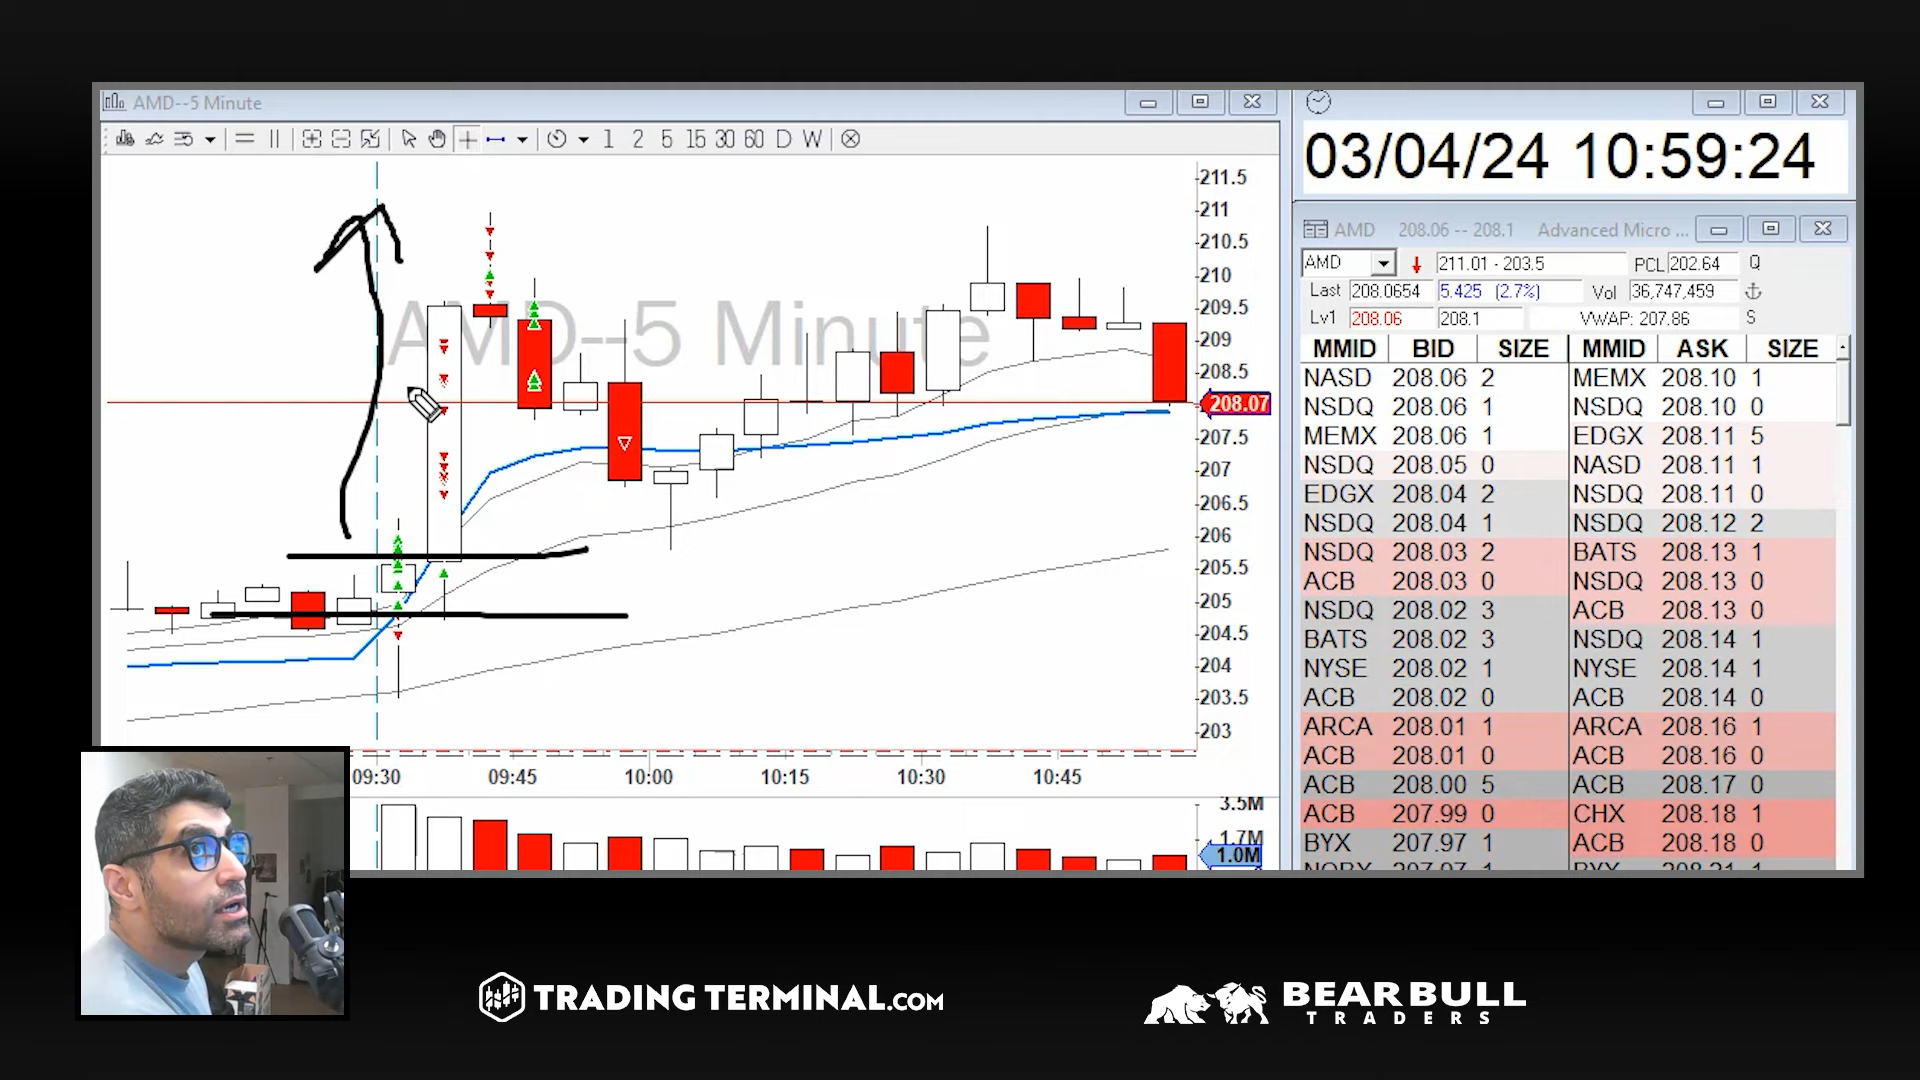 AMD--5 Minute
1 2 5 15 30 60 D W
AMD--5 Minute
211.5
211
210.5
210
209.5
209
208.5
208.07
207.5
207
206.5
206
205.5
205
204.5
204
203.5
203
09:30 09:45 10:00 10:15 10:30 10:45
3.5M
1.7M
1.0M
03/04/24 10:59:24
AMD 208.06 -- 208.1 Advanced Micro ...
AMD 211.01 - 203.5 PCL 202.64 Q
Last 208.0654 5.425 (2.7%) Vol 36,747,459
Lv1 208.06 208.1 VWAP: 207.86 S
MMID BID SIZE MMID ASK SIZE
NASD 208.06 2 MEMX 208.10 1
NSDQ 208.06 1 NSDQ 208.10 0
MEMX 208.06 1 EDGX 208.11 5
NSDQ 208.05 0 NASD 208.11 1
EDGX 208.04 2 NSDQ 208.11 0
NSDQ 208.04 1 NSDQ 208.12 2
NSDQ 208.03 2 BATS 208.13 1
ACB 208.03 0 NSDQ 208.13 0
NSDQ 208.02 3 ACB 208.13 0
BATS 208.02 3 NSDQ 208.14 1
NYSE 208.02 1 NYSE 208.14 1
ACB 208.02 0 ACB 208.14 0
ARCA 208.01 1 ARCA 208.16 1
ACB 208.01 0 ACB 208.16 0
ACB 208.00 5 ACB 208.17 0
ACB 207.99 0 CHX 208.18 1
BYX 207.97 1 ACB 208.18 0
TRADING TERMINAL.COM
BEAR BULL
TRADERS